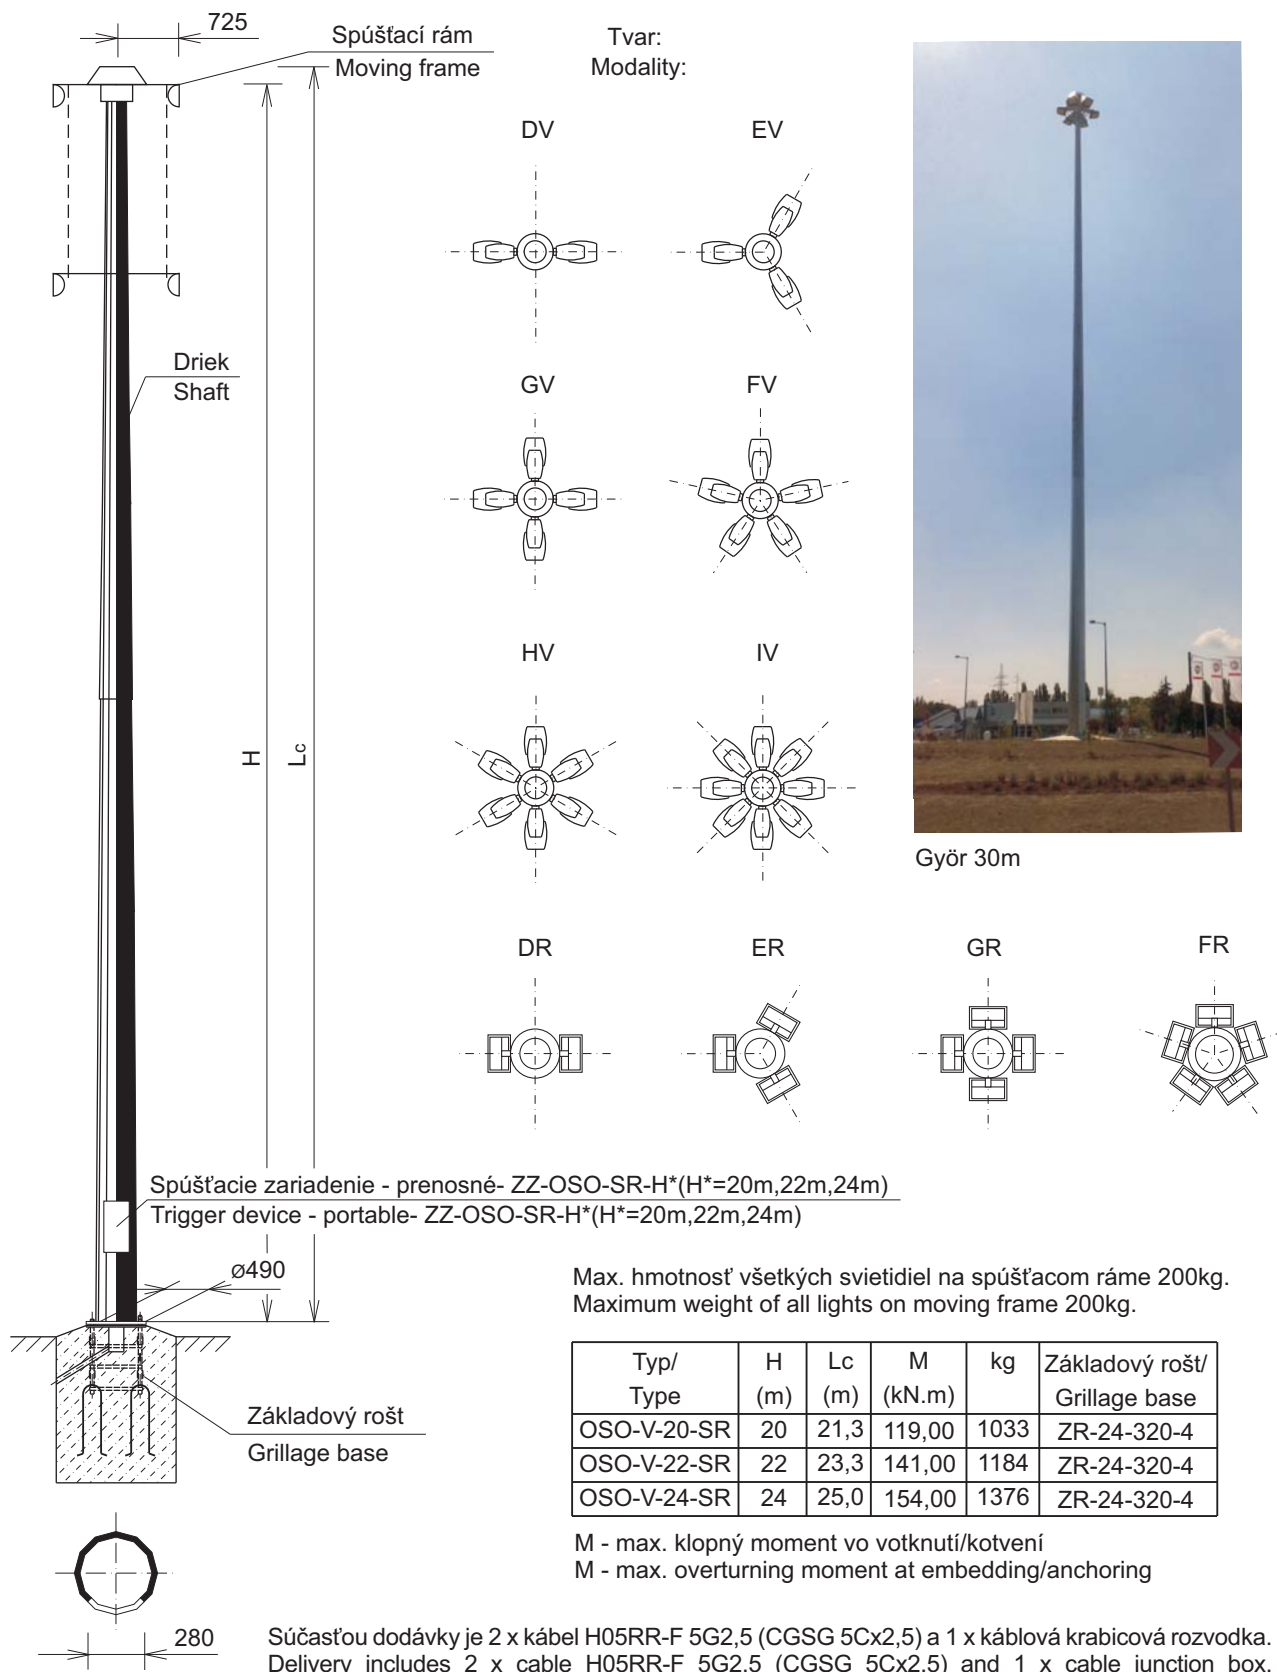 725
Spúšťací rám
Moving frame
Tvar:
Modality:
DV
EV
Driek
Shaft
GV
FV
HV
IV
H
Lc
Györ 30m
DR
ER
GR
FR
Spúšťacie zariadenie - prenosné- ZZ-OSO-SR-H*(H*=20m,22m,24m)
Trigger device - portable- ZZ-OSO-SR-H*(H*=20m,22m,24m)
ø490
Max. hmotnosť všetkých svietidiel na spúšťacom ráme 200kg.
Maximum weight of all lights on moving frame 200kg.
Typ/ H Lc M kg Základový rošt/
Type (m) (m) (kN.m) Grillage base
OSO-V-20-SR 20 21,3 119,00 1033 ZR-24-320-4
OSO-V-22-SR 22 23,3 141,00 1184 ZR-24-320-4
OSO-V-24-SR 24 25,0 154,00 1376 ZR-24-320-4
Základový rošt
Grillage base
M - max. klopný moment vo votknutí/kotvení
M - max. overturning moment at embedding/anchoring
280
Súčasťou dodávky je 2 x kábel H05RR-F 5G2,5 (CGSG 5Cx2,5) a 1 x káblová krabicová rozvodka.
Delivery includes 2 x cable H05RR-F 5G2,5 (CGSG 5Cx2,5) and 1 x cable junction box.